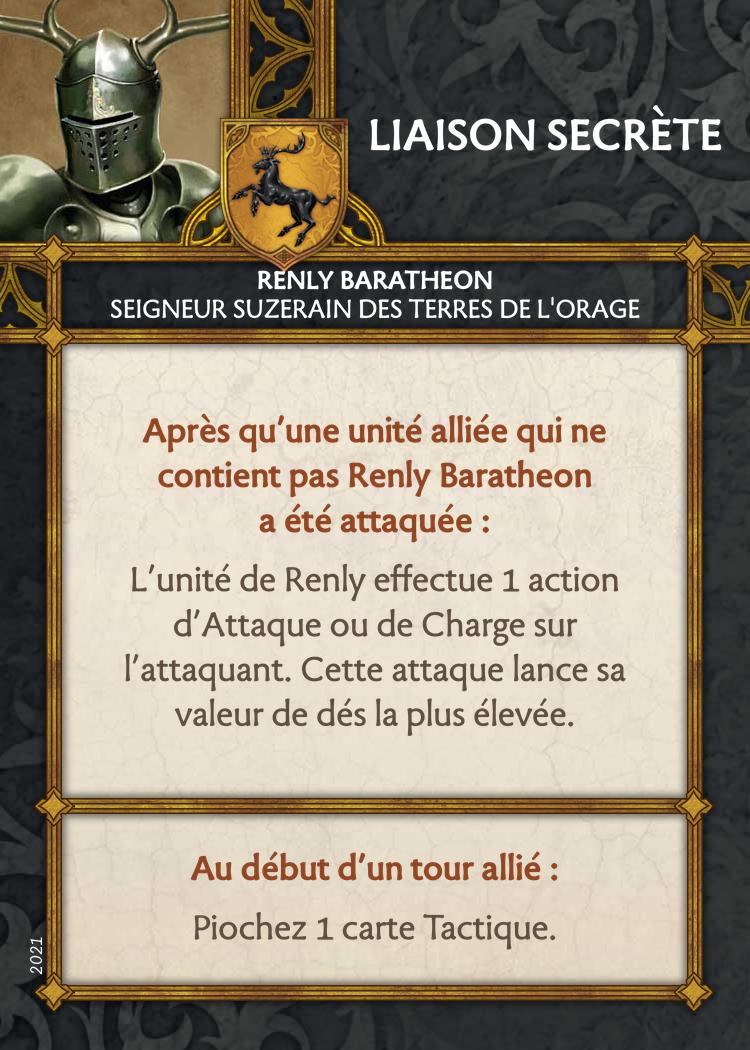 LIAISON SECRÈTE
RENLY BARATHEON
SEIGNEUR SUZERAIN DES TERRES DE L'ORAGE
Après qu'une unité alliée qui ne
contient pas Renly Baratheon
a été attaquée :
L'unité de Renly effectue 1 action
d'Attaque ou de Charge sur
l'attaquant. Cette attaque lance sa
valeur de dés la plus élevée.
Au début d'un tour allié :
Piochez 1 carte Tactique.
2021